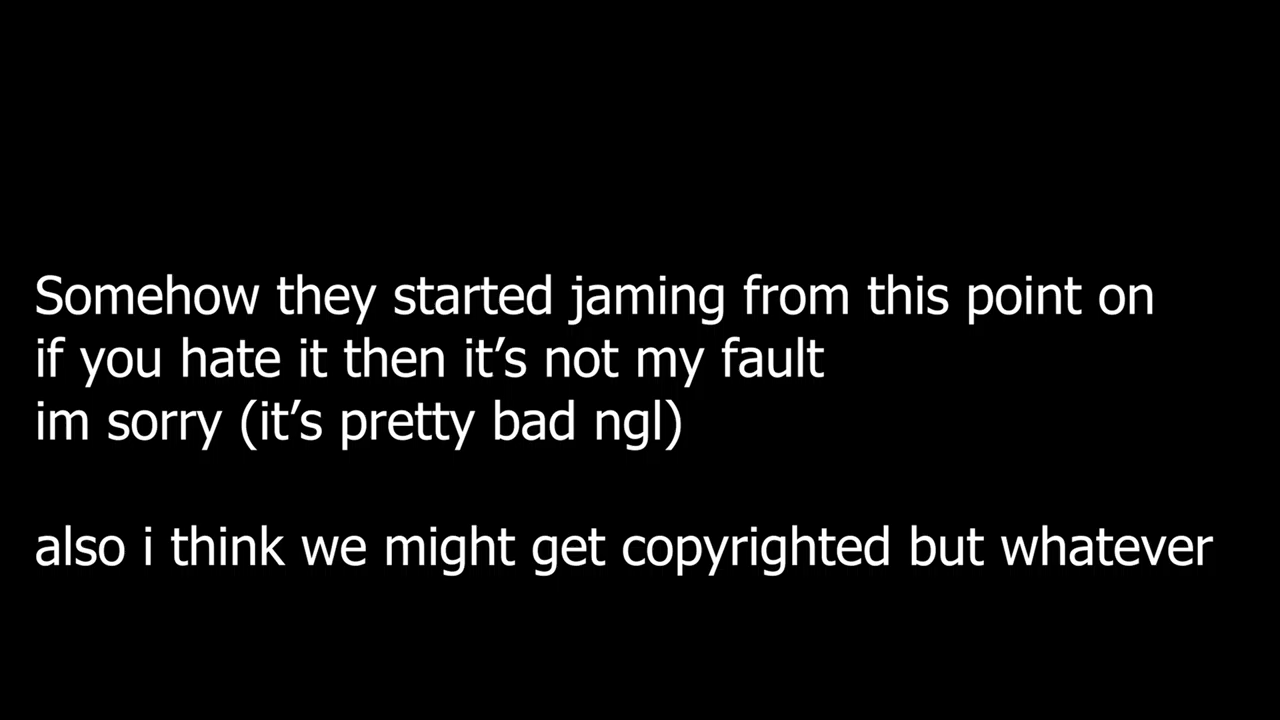 Somehow they started jaming from this point on
if you hate it then it’s not my fault
im sorry (it’s pretty bad ngl)
also i think we might get copyrighted but whatever